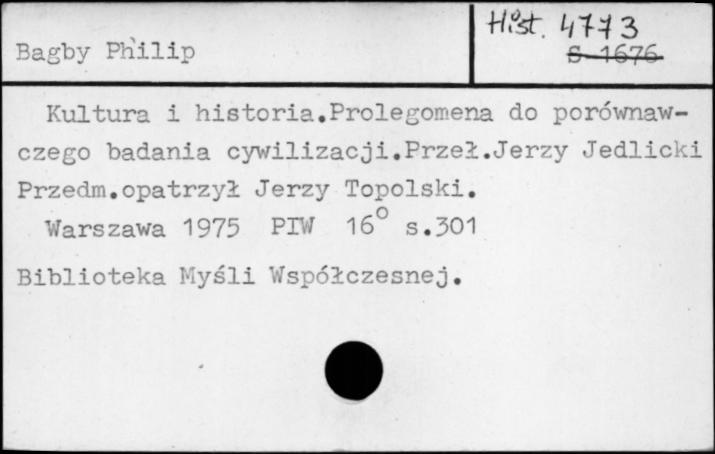 Hist. 4773
Bagby Philip
S-1676
Kultura i historia.Prolegomena do porównaw-
czego badania cywilizacji.Przeł.Jerzy Jedlicki
Przedm.opatrzył Jerzy Topolski.
Warszawa 1975 PIW 16° s.301
Biblioteka Myśli Współczesnej.